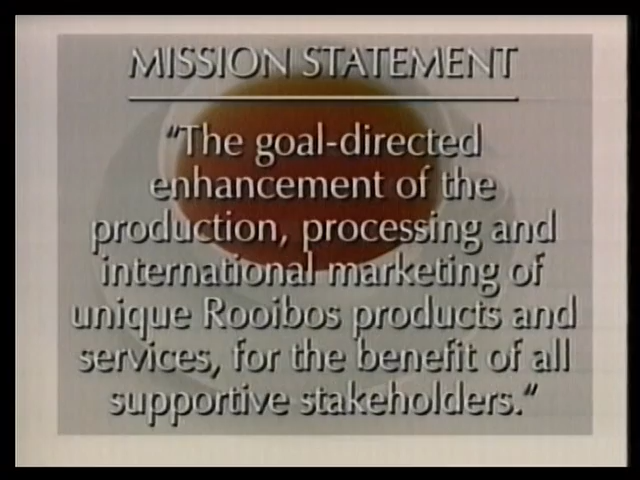 MISSION STATEMENT
"The goal-directed
enhancement of the
production, processing and
international marketing of
unique Rooibos products and
services, for the benefit of all
supportive stakeholders."